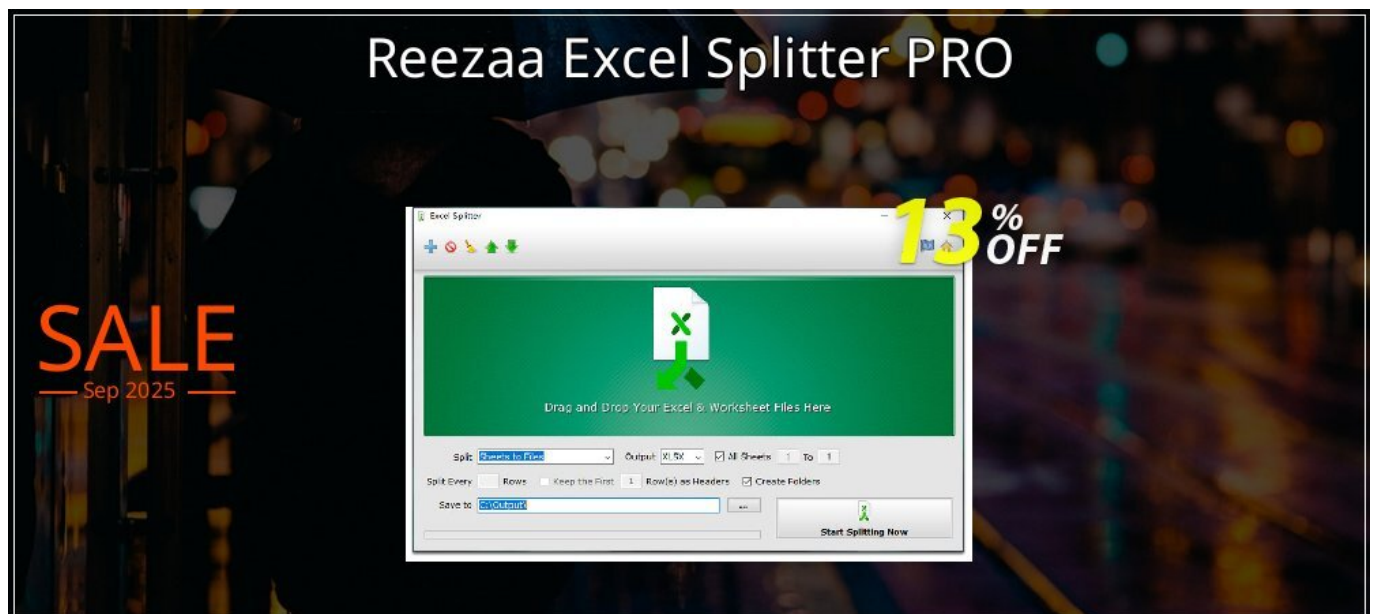 Reezaa Excel Splitter PRO
Excel Splitter
13%
OFF
SALE
Sep 2025
Drag and Drop Your Excel & Worksheet Files Here
Split Sheets to Files Output XLSX All Sheets 1 To 1
Split Every Rows Keep the First 1 Row(s) as Headers Create Folders
Save to C:\Output\ ...
Start Splitting Now